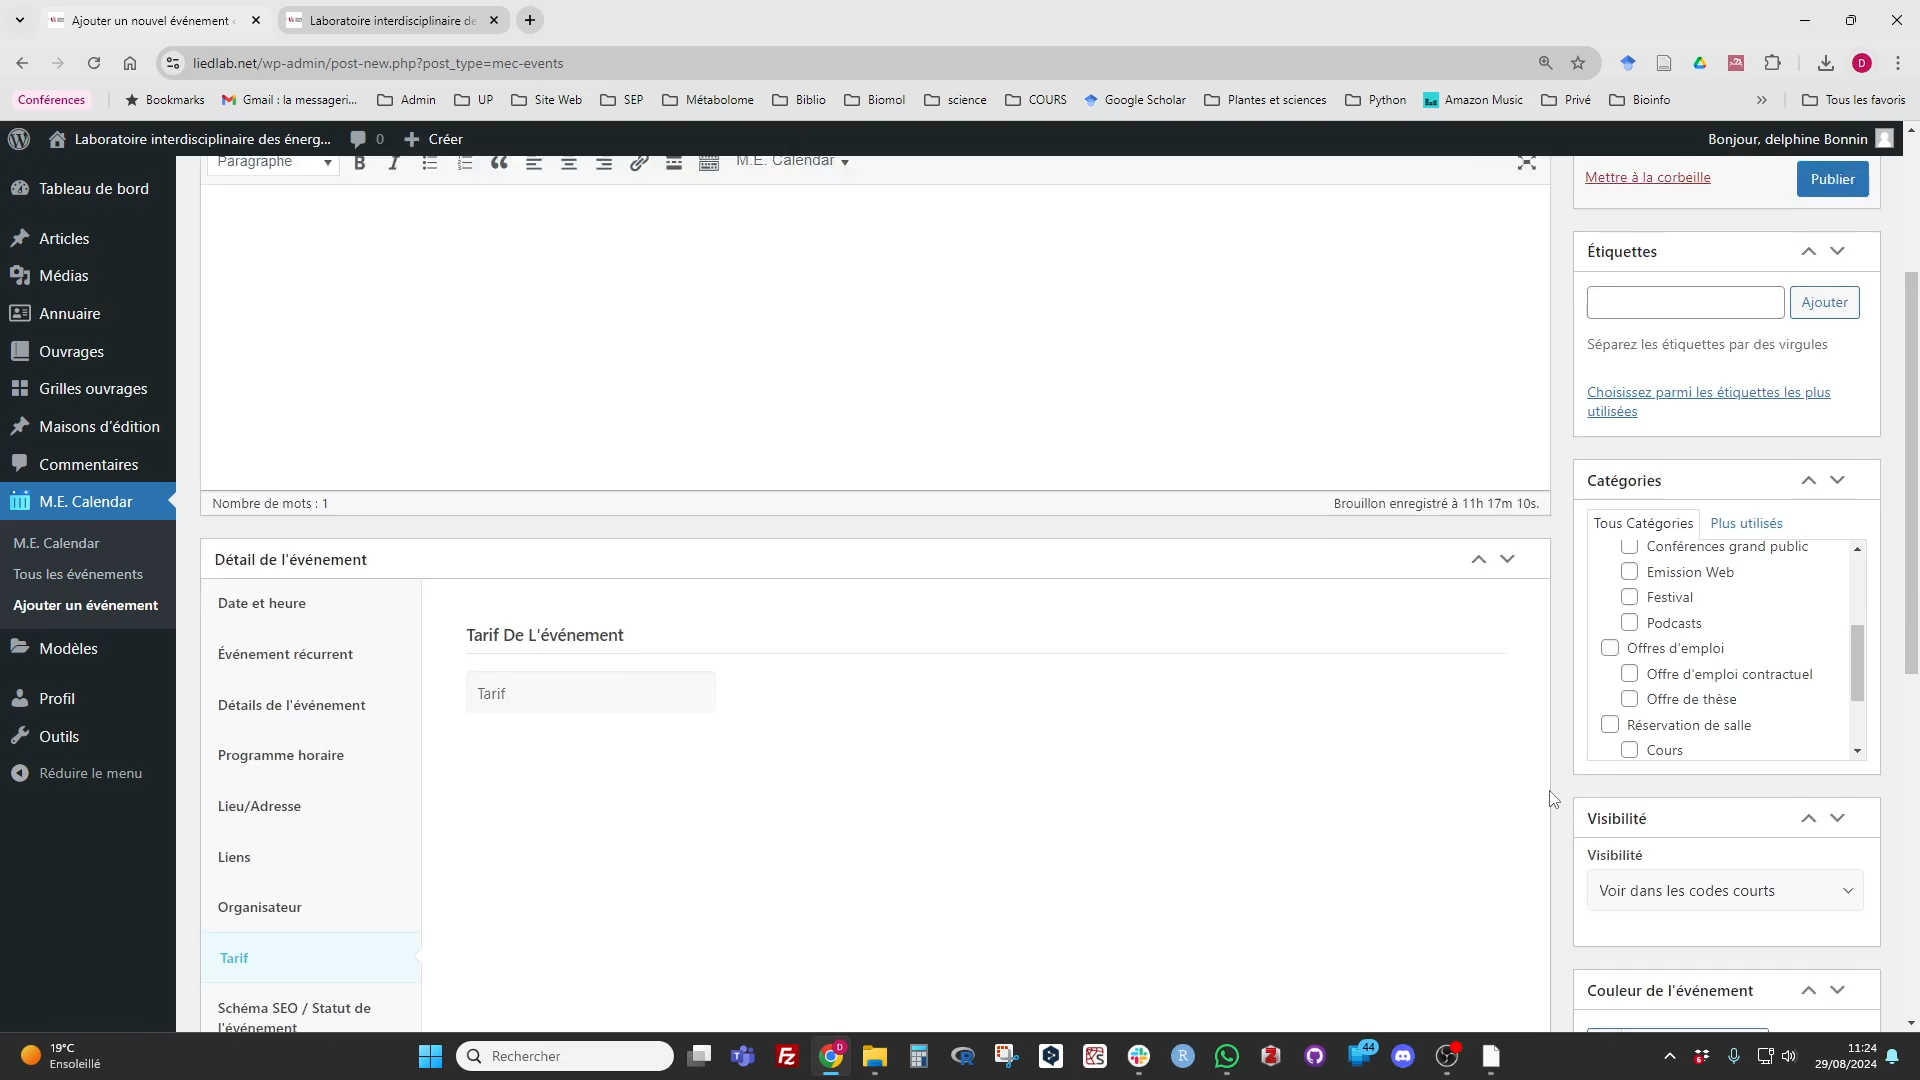 Ajouter un nouvel événement
Laboratoire interdisciplinaire de
liedlab.net/wp-admin/post-new.php?post_type=mec-events
D
Conférences
Bookmarks
Gmail : la messageri...
Admin
UP
Site Web
SEP
Métabolome
Biblio
Biomol
science
COURS
Google Scholar
Plantes et sciences
Python
Amazon Music
Privé
Bioinfo
Tous les favoris
Laboratoire interdisciplinaire des énerg...
0
Créer
Bonjour, delphine Bonnin
Tableau de bord
Articles
Médias
Annuaire
Ouvrages
Grilles ouvrages
Maisons d’édition
Commentaires
M.E. Calendar
M.E. Calendar
Tous les événements
Ajouter un événement
Modèles
Profil
Outils
Réduire le menu
Paragraphe
B
I
M.E. Calendar
Nombre de mots : 1
Brouillon enregistré à 11h 17m 10s.
Détail de l'événement
Date et heure
Événement récurrent
Détails de l'événement
Programme horaire
Lieu/Adresse
Liens
Organisateur
Tarif
Schéma SEO / Statut de
l'événement
Tarif De L'événement
Tarif
Mettre à la corbeille
Publier
Étiquettes
Ajouter
Séparez les étiquettes par des virgules
Choisissez parmi les étiquettes les plus
utilisées
Catégories
Tous Catégories
Plus utilisés
Conférences grand public
Emission Web
Festival
Podcasts
Offres d'emploi
Offre d'emploi contractuel
Offre de thèse
Réservation de salle
Cours
Visibilité
Visibilité
Voir dans les codes courts
Couleur de l'événement
19°C
Ensoleillé
Rechercher
D
44
11:24
29/08/2024